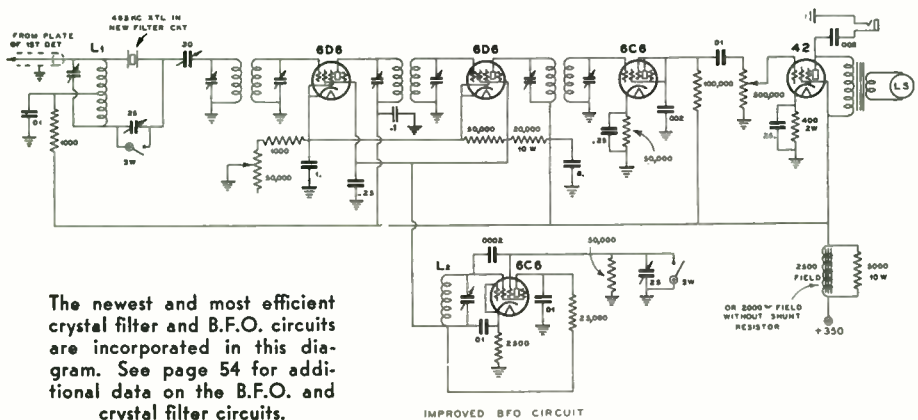 465KC XTL IN
NEW FILTER CKT
FROM PLATE
OF 1ST DET
L1
30
6D6
6D6
6C6
01
42
002
100,000
500,000
LS
01
1000
25
SW
.1
1000
50,000
50,000
20,000
10 W
.25
.002
50,000
.25
400
2W
1.
.25
8.
0002
L2
6C6
50,000
25
SW
01
2500
01
25,000
2500
FIELD
5000
10 W
OR 2000~ FIELD
WITHOUT SHUNT
RESISTOR
+350
The newest and most efficient
crystal filter and B.F.O. circuits
are incorporated in this dia-
gram. See page 54 for addi-
tional data on the B.F.O. and
crystal filter circuits.
IMPROVED BFO CIRCUIT